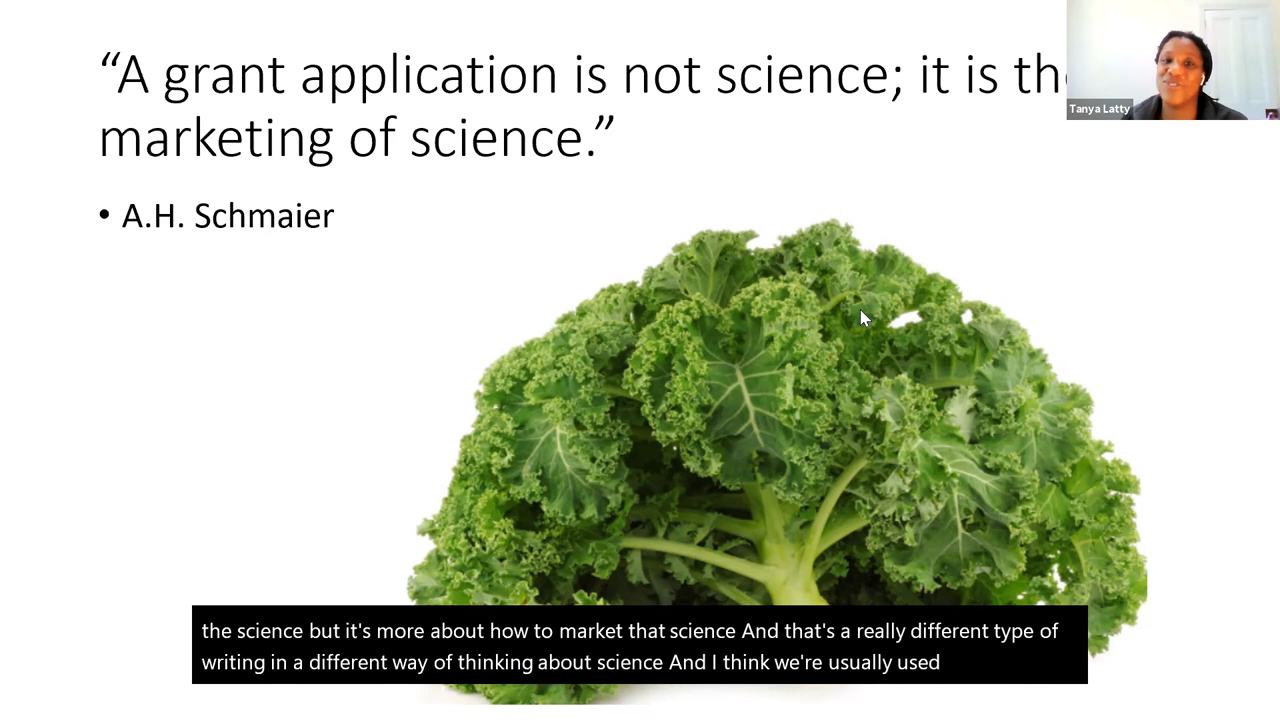 “A grant application is not science; it is the
marketing of science.”
• A.H. Schmaier
Tanya Latty
the science but it's more about how to market that science And that's a really different type of
writing in a different way of thinking about science And I think we're usually used